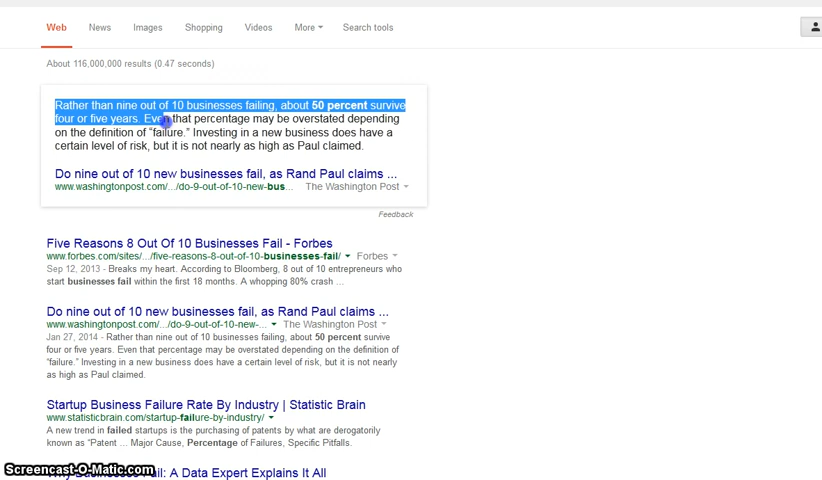 Web News Images Shopping Videos More Search tools
About 116,000,000 results (0.47 seconds)
Rather than nine out of 10 businesses failing, about 50 percent survive
four or five years. Even that percentage may be overstated depending
on the definition of “failure.” Investing in a new business does have a
certain level of risk, but it is not nearly as high as Paul claimed.
Do nine out of 10 new businesses fail, as Rand Paul claims ...
www.washingtonpost.com/.../do-9-out-of-10-new-bus... The Washington Post
Feedback
Five Reasons 8 Out Of 10 Businesses Fail - Forbes
www.forbes.com/sites/.../five-reasons-8-out-of-10-businesses-fail/ Forbes
Sep 12, 2013 - Breaks my heart. According to Bloomberg, 8 out of 10 entrepreneurs who
start businesses fail within the first 18 months. A whopping 80% crash ...
Do nine out of 10 new businesses fail, as Rand Paul claims ...
www.washingtonpost.com/.../do-9-out-of-10-new-... The Washington Post
Jan 27, 2014 - Rather than nine out of 10 businesses failing, about 50 percent survive
four or five years. Even that percentage may be overstated depending on the definition of
“failure.” Investing in a new business does have a certain level of risk, but it is not nearly
as high as Paul claimed.
Startup Business Failure Rate By Industry | Statistic Brain
www.statisticbrain.com/startup-failure-by-industry/
A new trend in failed startups is the purchasing of patents by what are derogatorily
known as “Patent ... Major Cause, Percentage of Failures, Specific Pitfalls.
Screencast-O-Matic.com
Why Businesses Fail: A Data Expert Explains It All